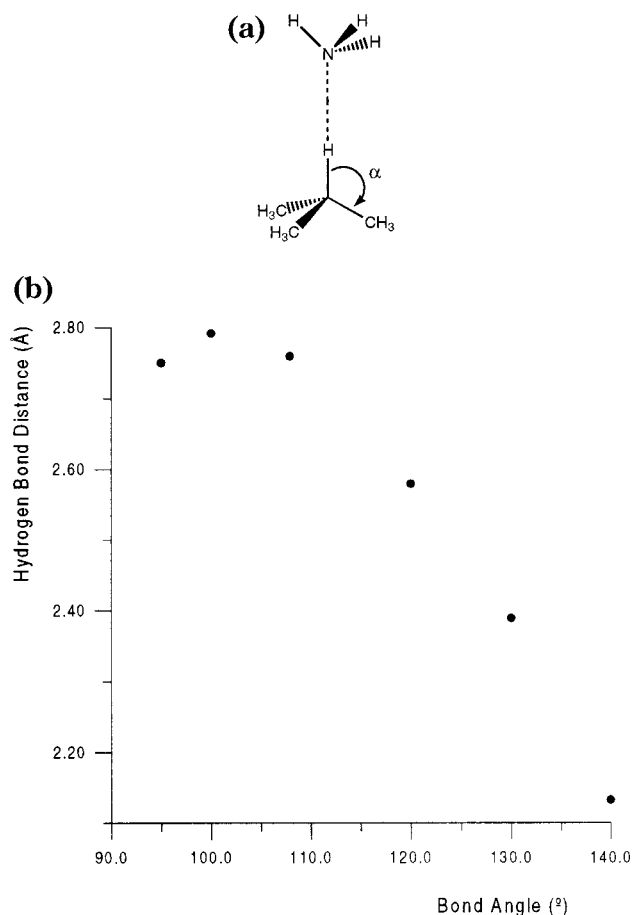 (a)
H H
N H
H
α
H₃C
CH₃
H₃C
(b)
Hydrogen Bond Distance (Å)
2.80
2.60
2.40
2.20
90.0 100.0 110.0 120.0 130.0 140.0
Bond Angle (º)